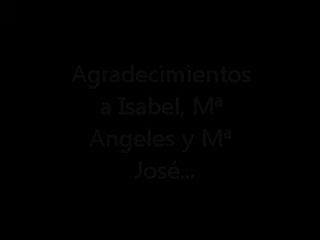 Agradecimientos
a Isabel, Mª
Angeles y Mª
José...